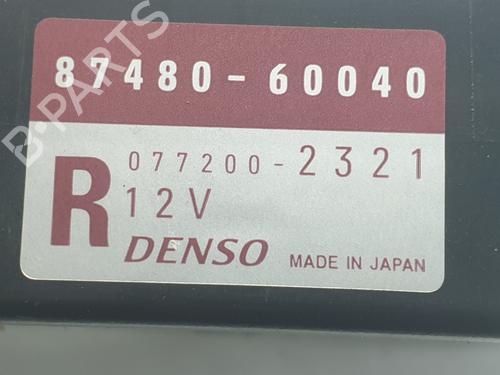 B-PARTS
87480-60040
R
077200-2321
12V
DENSO
MADE IN JAPAN